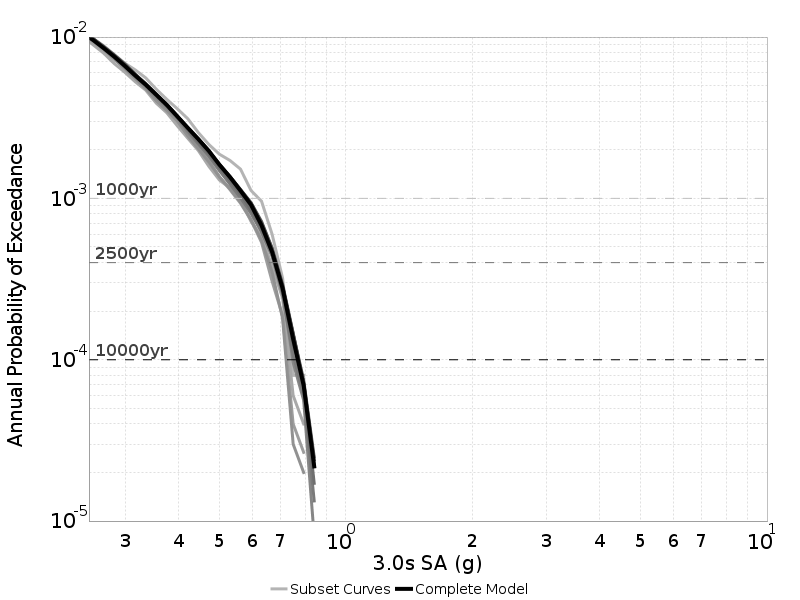 10-2
10-3
10-4
10-5
Annual Probability of Exceedance
1000yr
2500yr
10000yr
3 4 5 6 7 100 2 3 4 5 6 7 101
3.0s SA (g)
Subset Curves Complete Model